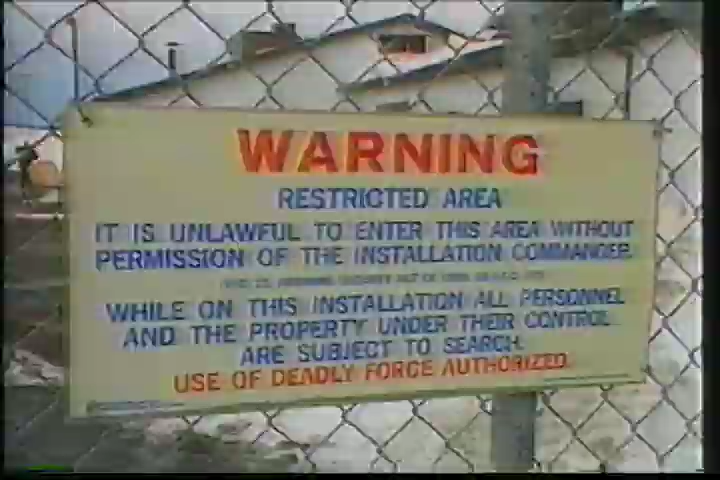 WARNING
RESTRICTED AREA
IT IS UNLAWFUL TO ENTER THIS AREA WITHOUT
PERMISSION OF THE INSTALLATION COMMANDER.
WHILE ON THIS INSTALLATION ALL PERSONNEL
AND THE PROPERTY UNDER THEIR CONTROL
ARE SUBJECT TO SEARCH.
USE OF DEADLY FORCE AUTHORIZED.